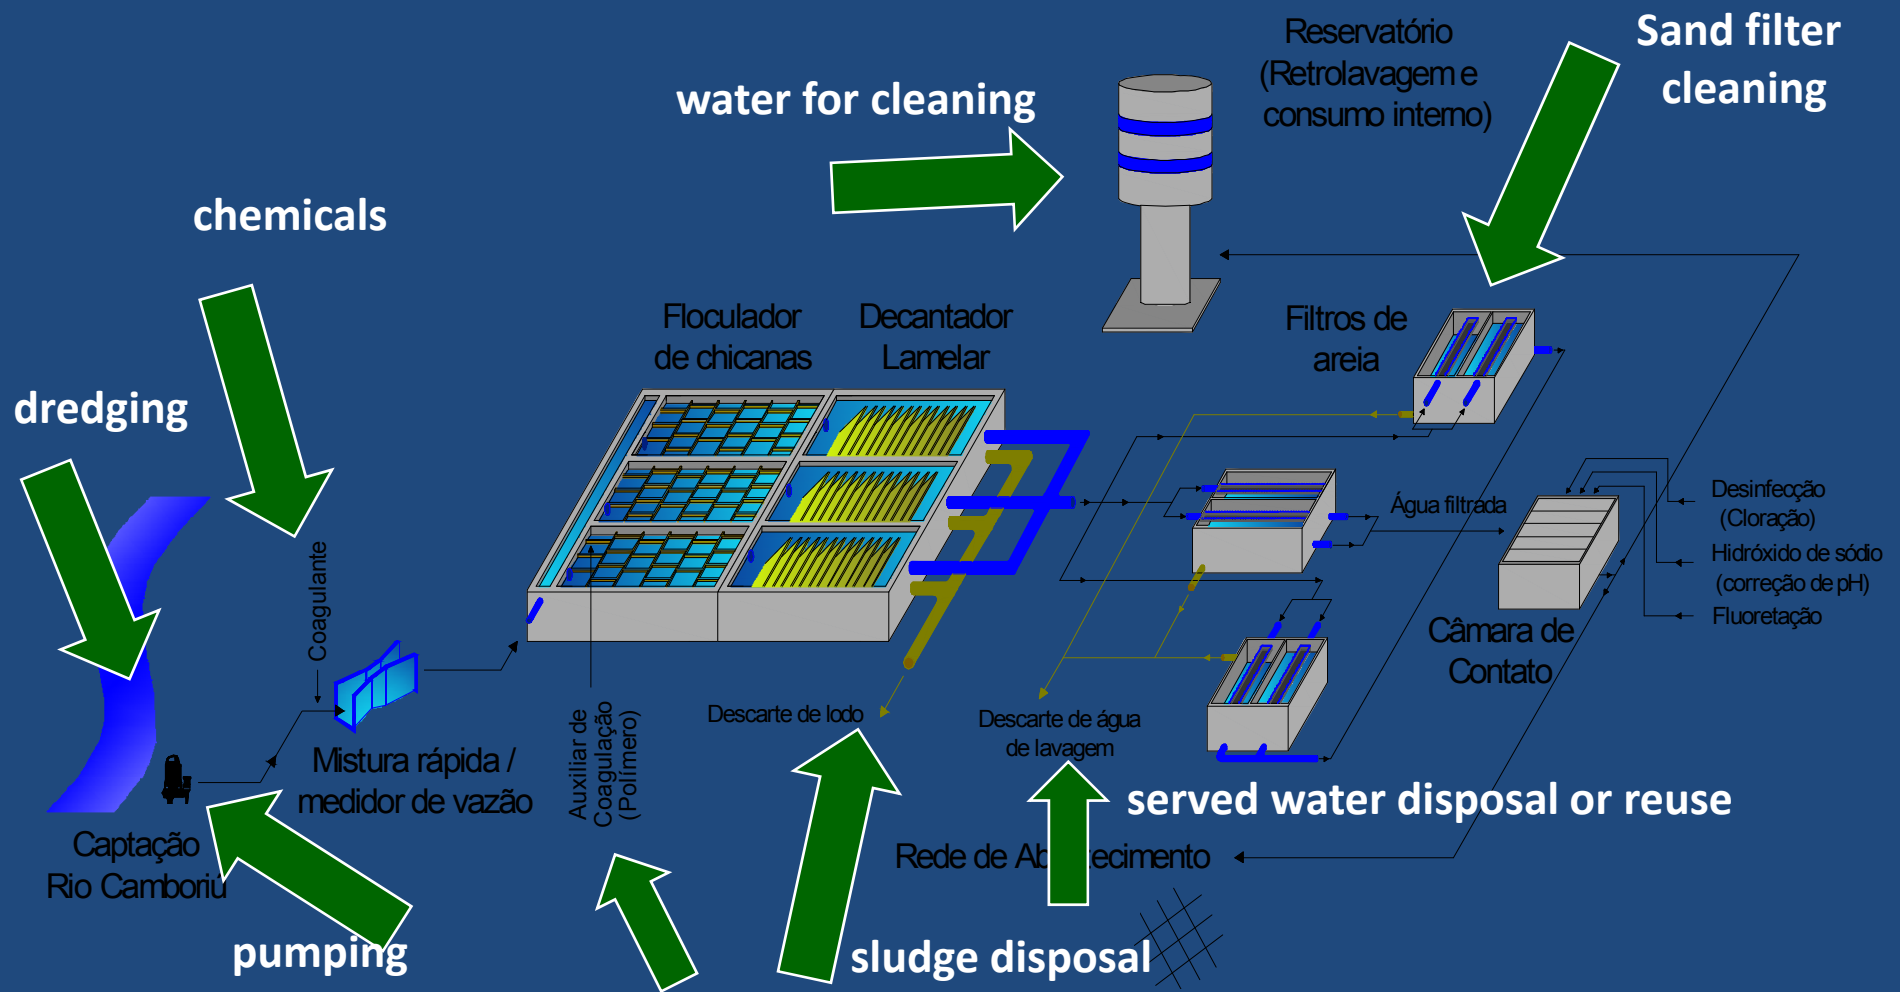 Reservatório
(Retrolavagem e
consumo interno)
Sand filter
cleaning
water for cleaning
chemicals
Floculador
de chicanas
Decantador
Lamelar
Filtros de
areia
dredging
Coagulante
Água filtrada
Desinfecção
(Cloração)
Hidróxido de sódio
(correção de pH)
Fluoretação
Câmara de
Contato
Mistura rápida /
medidor de vazão
Auxiliar de
Coagulação
(Polímero)
Descarte de lodo
Descarte de água
de lavagem
served water disposal or reuse
Captação
Rio Camboriú
Rede de Abastecimento
pumping
sludge disposal